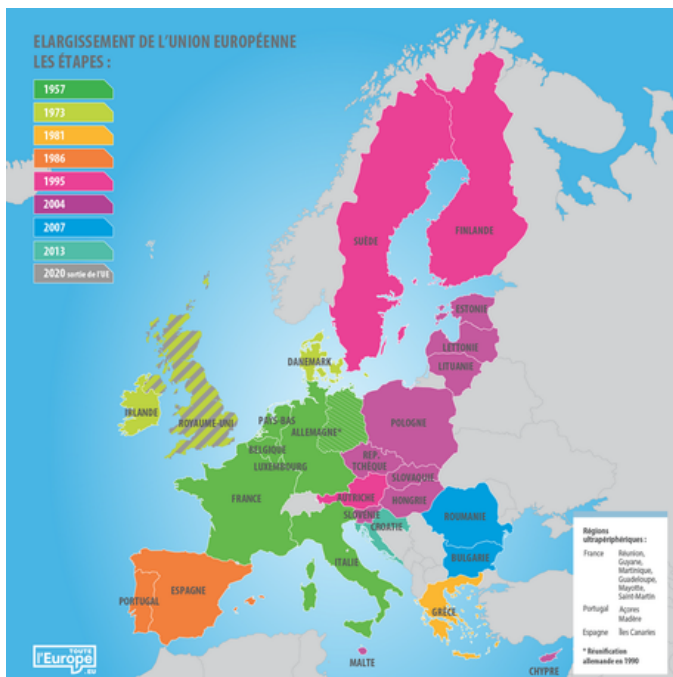 ELARGISSEMENT DE L'UNION EUROPÉENNE
LES ÉTAPES :
1957
1973
1981
1986
1995
2004
2007
2013
2020 sortie de l'UE
SUÈDE
FINLANDE
ESTONIE
LETTONIE
LITUANIE
DANEMARK
IRLANDE
ROYAUME-UNI
PAYS-BAS
ALLEMAGNE*
POLOGNE
BELGIQUE
LUXEMBOURG
REP.
TCHÈQUE
SLOVAQUIE
FRANCE
AUTRICHE
HONGRIE
SLOVÉNIE
CROATIE
ROUMANIE
ITALIE
BULGARIE
PORTUGAL
ESPAGNE
GRÈCE
MALTE
CHYPRE
Régions
ultrapériphériques :
France Réunion,
Guyane,
Martinique,
Guadeloupe,
Mayotte,
Saint-Martin
Portugal Açores
Madère
Espagne Îles Canaries
* Réunification
allemande en 1990
TOUTE
l'Europe
.EU